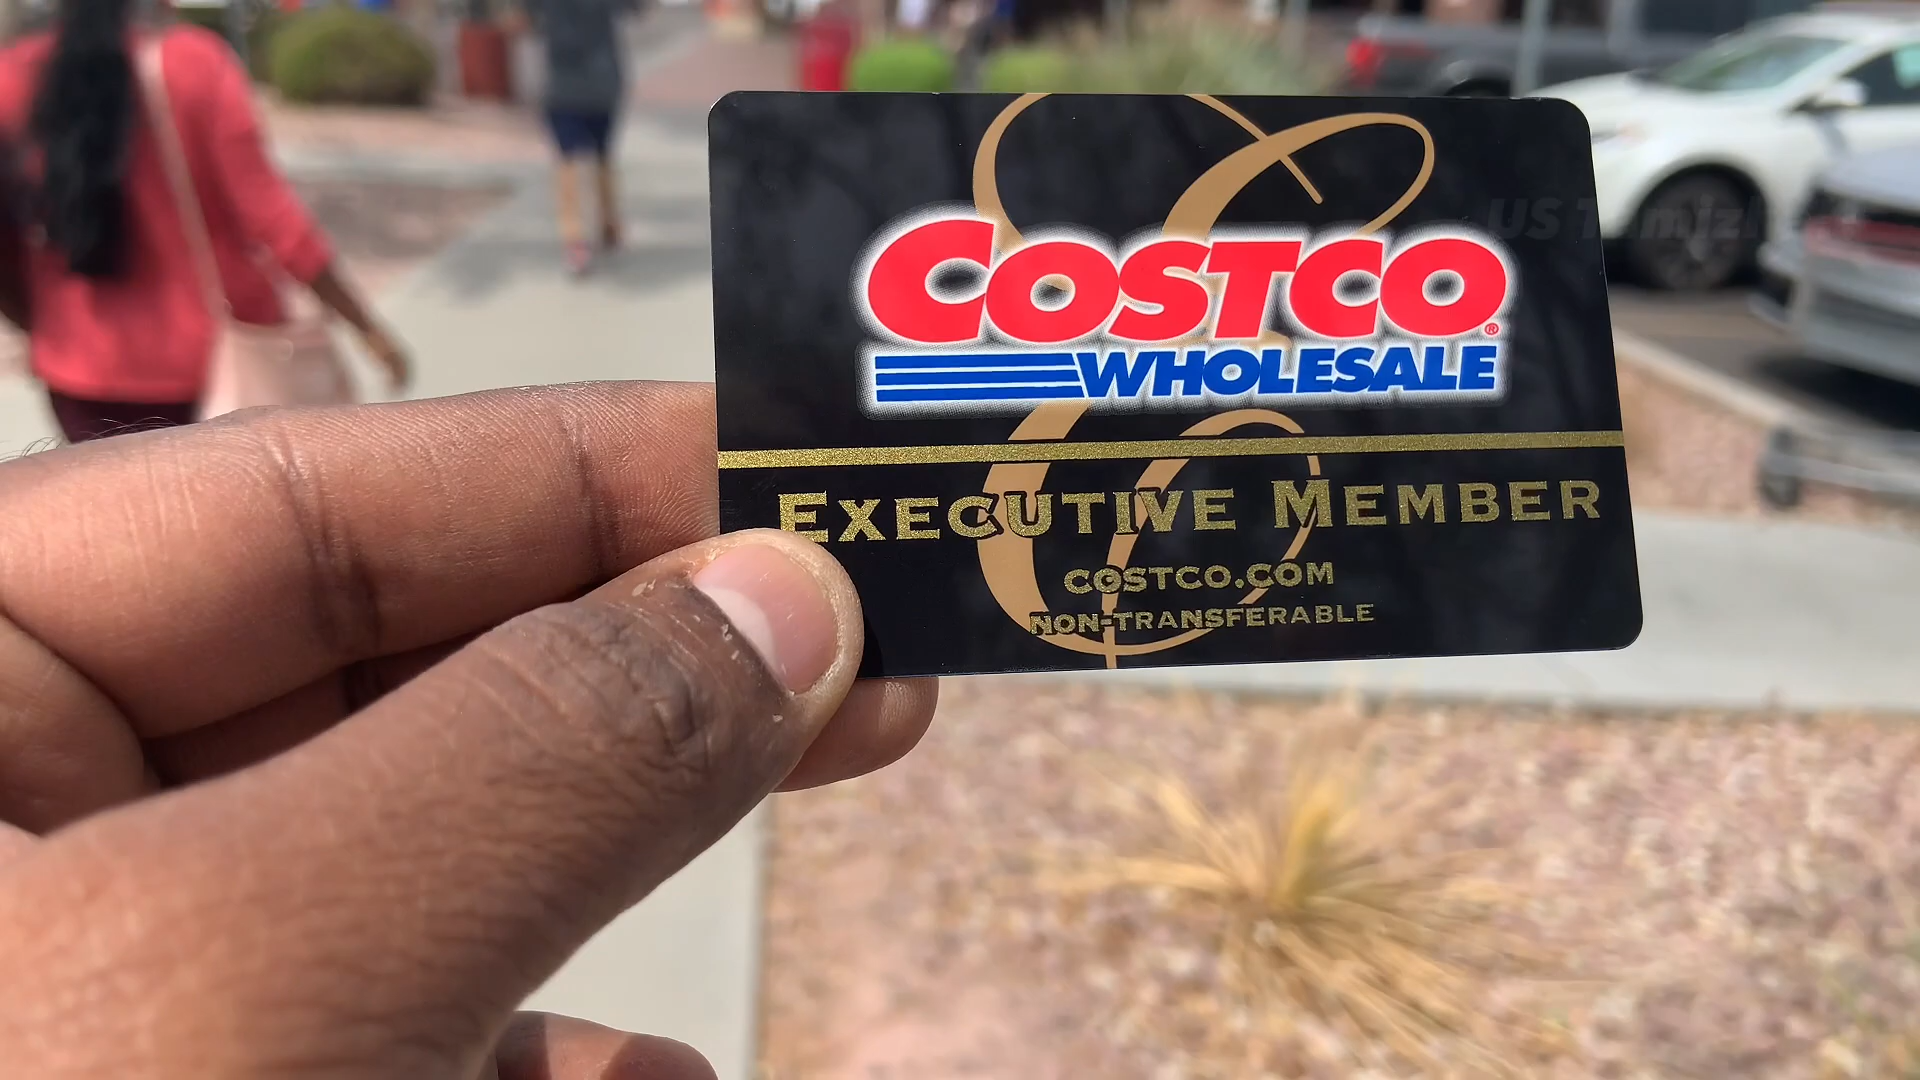 COSTCO®
WHOLESALE
EXECUTIVE MEMBER
COSTCO.COM
NON-TRANSFERABLE